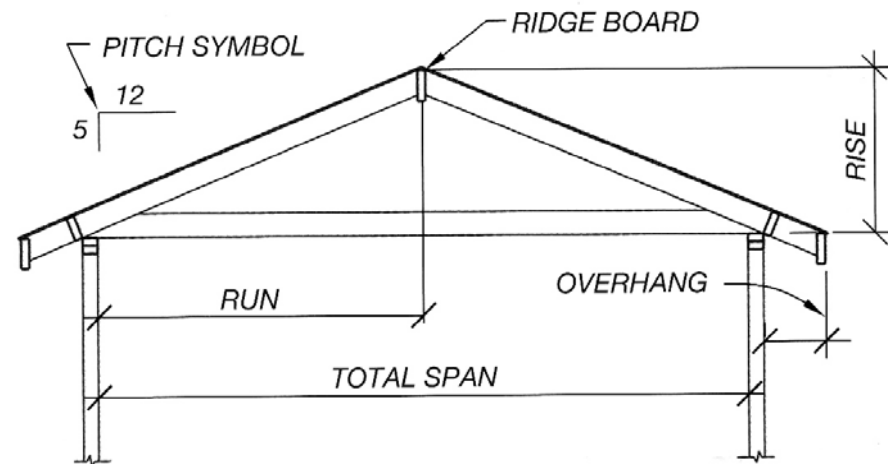 RIDGE BOARD
PITCH SYMBOL
12
5
RISE
OVERHANG
RUN
TOTAL SPAN